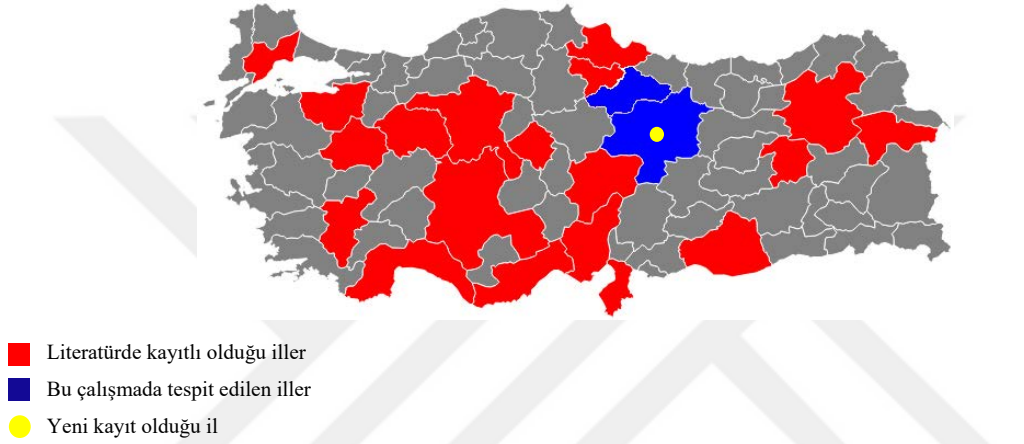 Literatürde kayıtlı olduğu iller
Bu çalışmada tespit edilen iller
Yeni kayıt olduğu il